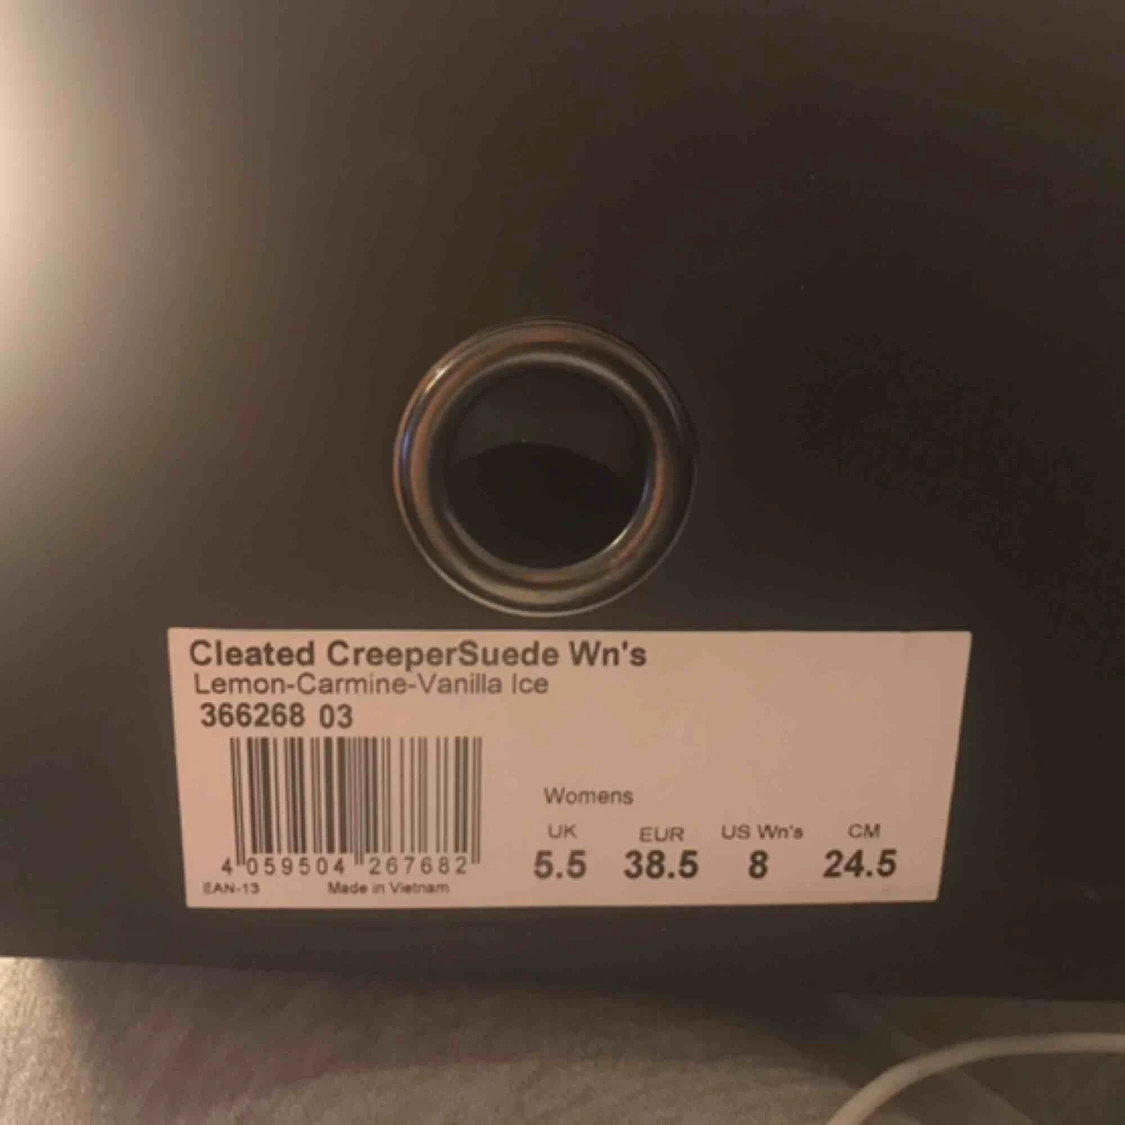 Cleated CreeperSuede Wn's
Lemon-Carmine-Vanilla Ice
366268 03
Womens
UK EUR US Wn's CM
5.5 38.5 8 24.5
4 059504 267682
EAN-13 Made in Vietnam